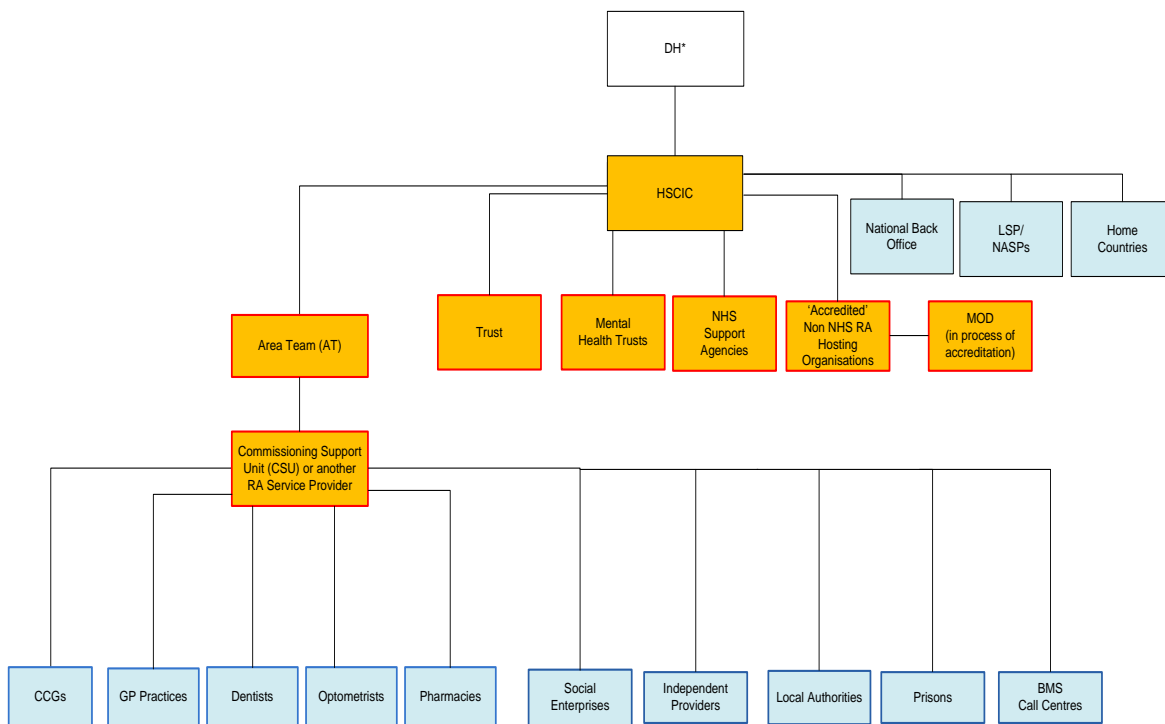 DH*
HSCIC
National Back
Office
LSP/
NASPs
Home
Countries
Area Team (AT)
Trust
Mental
Health Trusts
NHS
Support
Agencies
‘Accredited’
Non NHS RA
Hosting
Organisations
MOD
(in process of
accreditation)
Commissioning Support
Unit (CSU) or another
RA Service Provider
CCGs
GP Practices
Dentists
Optometrists
Pharmacies
Social
Enterprises
Independent
Providers
Local Authorities
Prisons
BMS
Call Centres